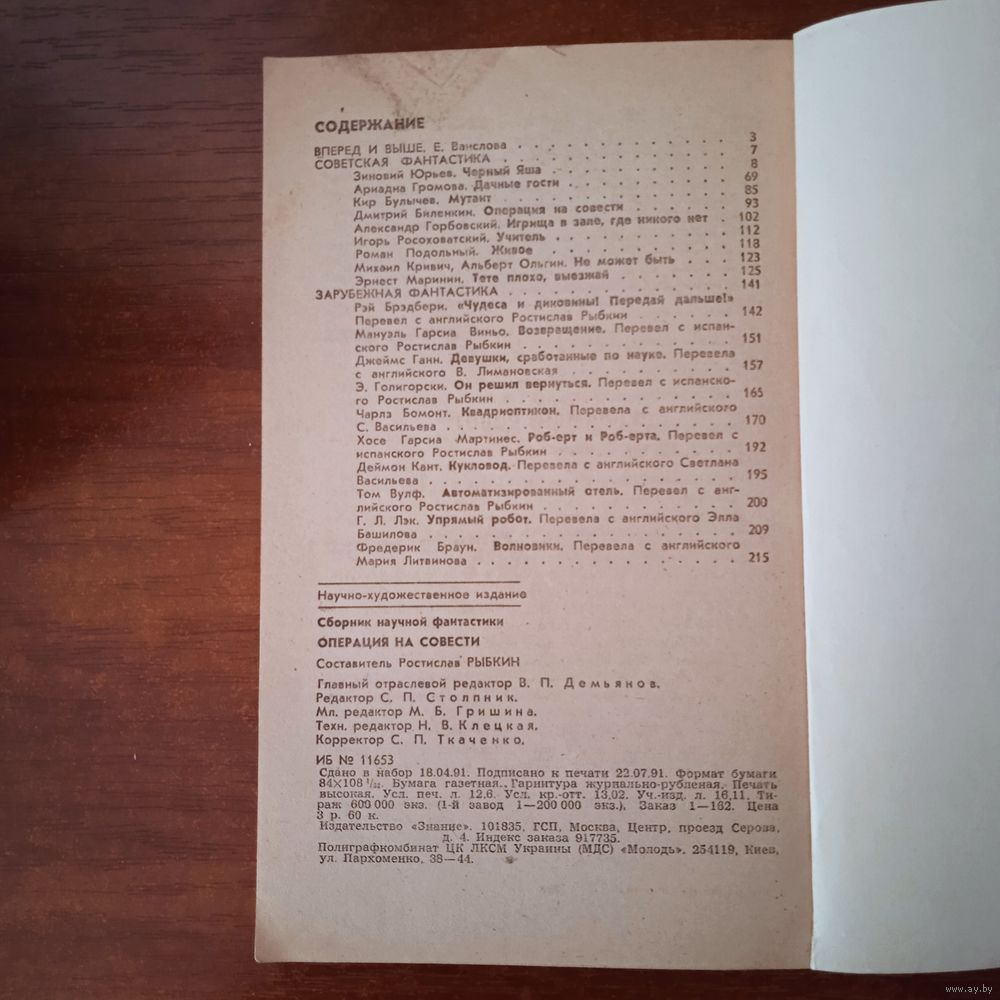 СОДЕРЖАНИЕ
ВПЕРЕД И ВЫШЕ. Е. Ванслова . . . . . . . . . . . 3
СОВЕТСКАЯ ФАНТАСТИКА . . . . . . . . . . . 7
Зиновий Юрьев. Черный Яша . . . . . . . . . 8
Ариадна Громова. Дачные гости . . . . . . . . 69
Кир Булычев. Мутант . . . . . . . . . . . 85
Дмитрий Биленкин. Операция на совести . . . . . . 93
Александр Горбовский. Игрища в зале, где никого нет . 102
Игорь Росоховатский. Учитель . . . . . . . . 112
Роман Подольный. Живое . . . . . . . . . 118
Михаил Кривич, Альберт Ольгин. Не может быть . . . 123
Эрнест Маринин. Тете плохо, выезжай . . . . . . 125
ЗАРУБЕЖНАЯ ФАНТАСТИКА . . . . . . . . . . . 141
Рэй Брэдбери. «Чудеса и диковины! Передай дальше!»
Перевел с английского Ростислав Рыбкин . . . . . 142
Мануэль Гарсиа Виньо. Возвращение. Перевел с испан-
ского Ростислав Рыбкин . . . . . . . . . . 151
Джеймс Ганн. Девушки, сработанные по науке. Перевела
с английского В. Лимановская . . . . . . . . 157
Э. Голигорски. Он решил вернуться. Перевел с испанско-
го Ростислав Рыбкин . . . . . . . . . . . 165
Чарлз Бомонт. Квадриоптикон. Перевела с английского
С. Васильева . . . . . . . . . . . . . 170
Хосе Гарсиа Мартинес. Роб-ерт и Роб-ерта. Перевел с
испанского Ростислав Рыбкин . . . . . . . . 192
Деймон Кант. Кукловод. Перевела с английского Светлана
Васильева . . . . . . . . . . . . . . 195
Том Вулф. Автоматизированный отель. Перевел с анг-
лийского Ростислав Рыбкин . . . . . . . . . 200
Г. Л. Лэк. Упрямый робот. Перевела с английского Элла
Башилова . . . . . . . . . . . . . . 209
Фредерик Браун. Волновики. Перевела с английского
Мария Литвинова . . . . . . . . . . . . 215
Научно-художественное издание
Сборник научной фантастики
ОПЕРАЦИЯ НА СОВЕСТИ
Составитель Ростислав РЫБКИН
Главный отраслевой редактор В. П. Демьянов.
Редактор С. П. Столпник.
Мл. редактор М. Б. Гришина.
Техн. редактор Н. В. Клецкая.
Корректор С. П. Ткаченко.
ИБ № 11653
Сдано в набор 18.04.91. Подписано к печати 22.07.91. Формат бумаги
84×108 1/32. Бумага газетная. Гарнитура журнально-рубленая. Печать
высокая. Усл. печ. л. 12,6. Усл. кр.-отт. 13,02. Уч.-изд. л. 16,11. Ти-
раж 600 000 экз. (1-й завод 1—200 000 экз.). Заказ 1—162. Цена
3 р. 60 к.
Издательство «Знание». 101835, ГСП, Москва, Центр, проезд Серова,
д. 4. Индекс заказа 917735.
Полиграфкомбинат ЦК ЛКСМ Украины (МДС) «Молодь». 254119, Киев,
ул. Пархоменко, 38—44.
www.ay.by